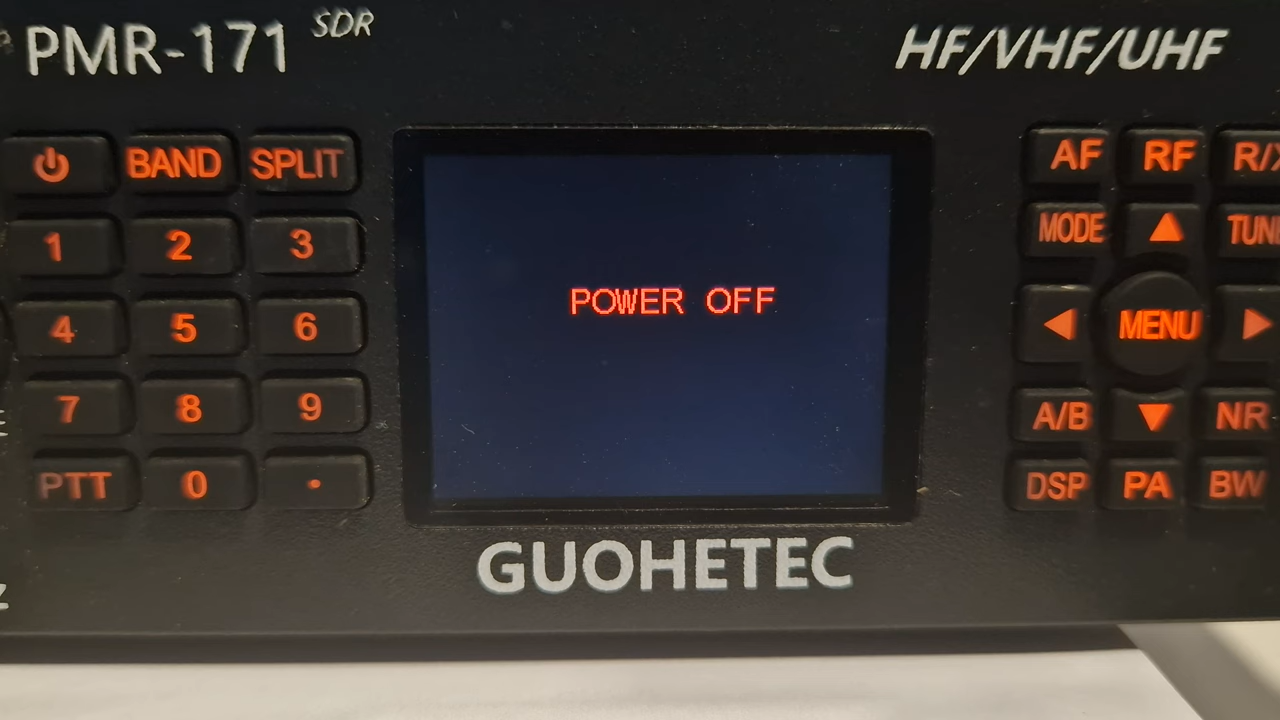 PMR-171 SDR
HF/VHF/UHF
BAND SPLIT
AF RF
1 2 3
MODE
POWER OFF
4 5 6
MENU
7 8 9
A/B NR
PTT 0 .
DSP PA BW
GUOHETEC